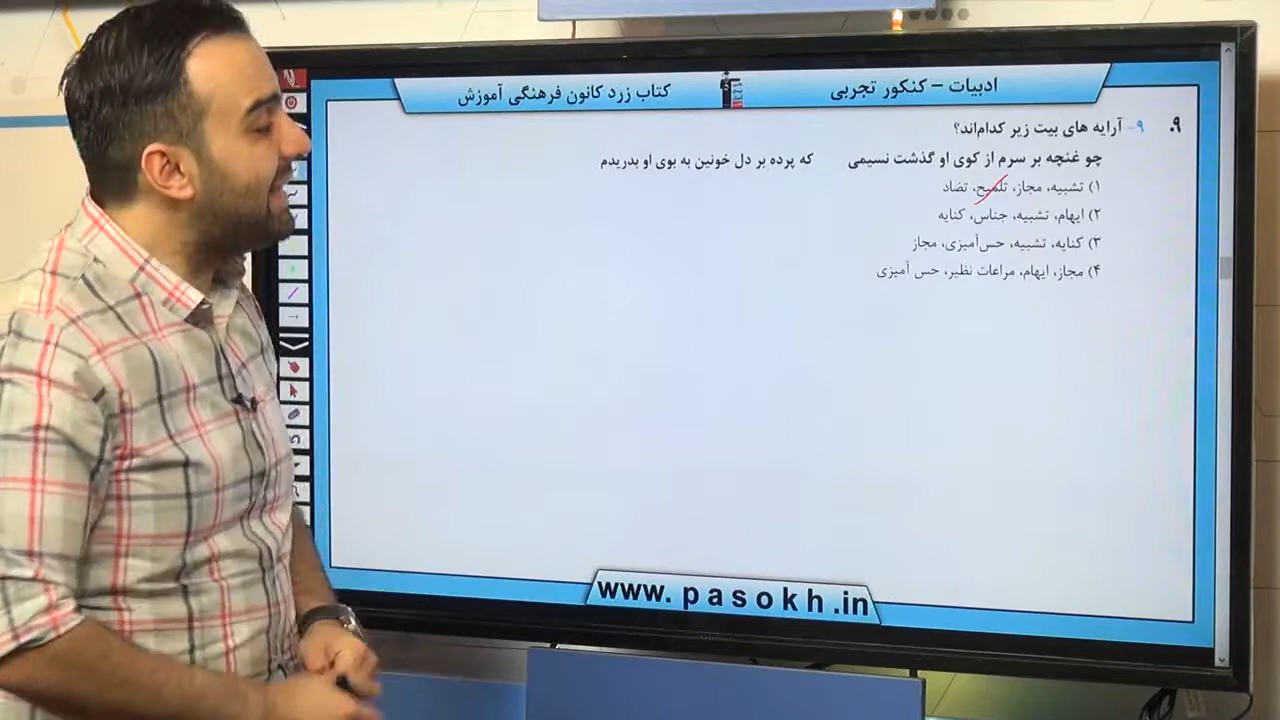 ادبیات – کنکور تجربی
کتاب زرد کانون فرهنگی آموزش
۹. ۹– آرایه های بیت زیر کدام‌اند؟
چو غنچه بر سرم از کوی او گذشت نسیمی که پرده بر دل خونین به بوی او بدریدم
۱) تشبیه، مجاز، تلمیح، تضاد
۲) ایهام، تشبیه، جناس، کنایه
۳) کنایه، تشبیه، حس‌آمیزی، مجاز
۴) مجاز، ایهام، مراعات نظیر، حس آمیزی
www.pasokh.in